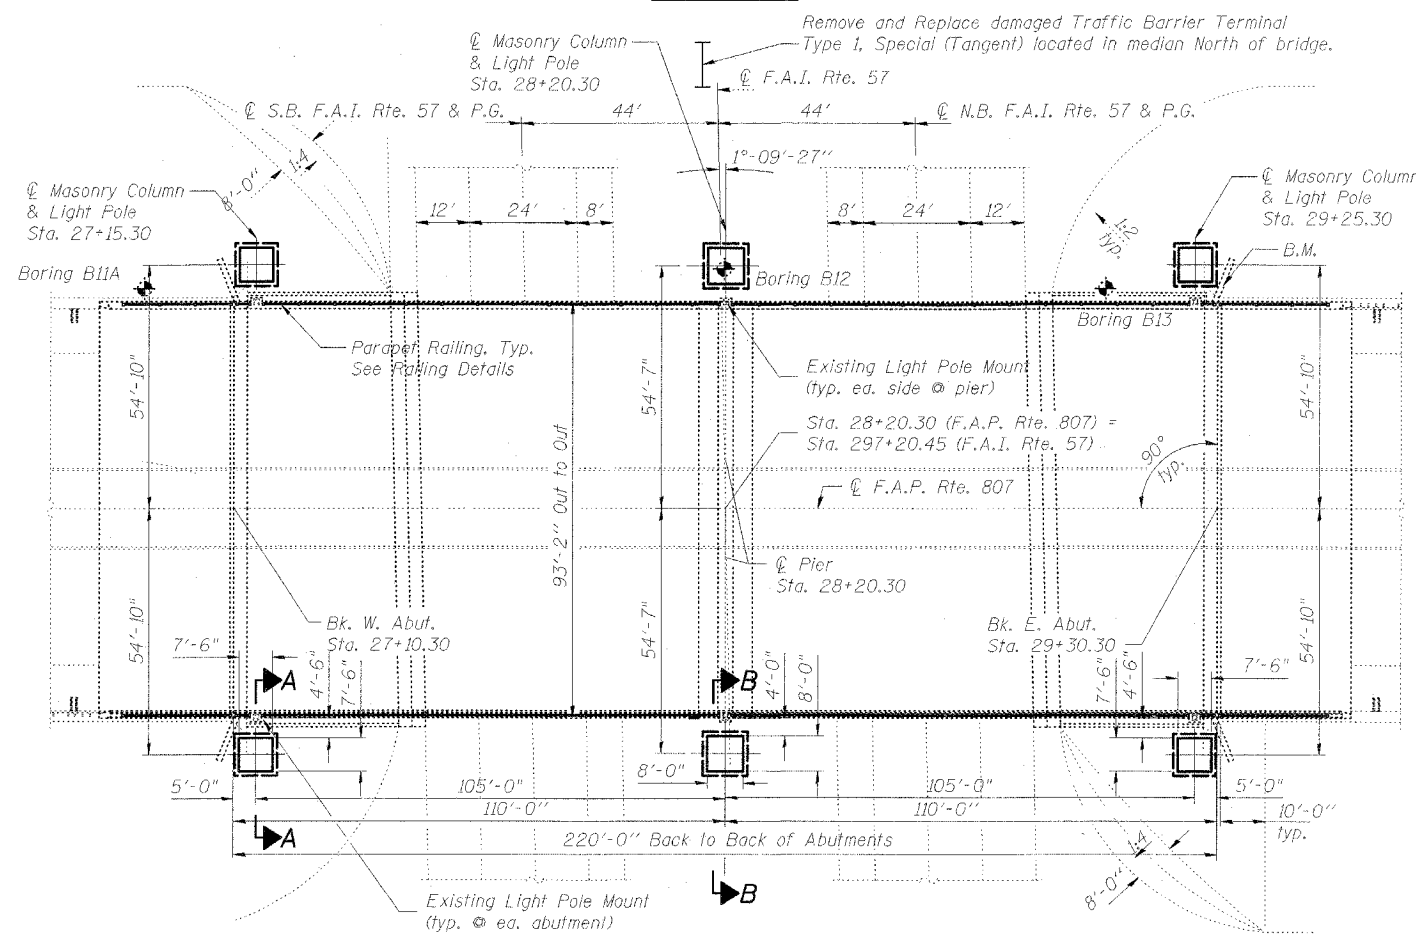 Remove and Replace damaged Traffic Barrier Terminal
Type 1, Special (Tangent) located in median North of bridge.
℄ Masonry Column
& Light Pole
Sta. 28+20.30
℄ F.A.I. Rte. 57
℄ S.B. F.A.I. Rte. 57 & P.G.
44'
44'
℄ N.B. F.A.I. Rte. 57 & P.G.
1°-09'-27"
8'-0"
1:4
℄ Masonry Column
& Light Pole
Sta. 27+15.30
12'
24'
8'
8'
24'
12'
1:2
typ.
℄ Masonry Column
& Light Pole
Sta. 29+25.30
B.M.
Boring B11A
Boring B12
Boring B13
Parapet Railing, Typ.
See Railing Details
Existing Light Pole Mount
(typ. ea. side @ pier)
54'-10"
54'-7"
54'-10"
Sta. 28+20.30 (F.A.P. Rte. 807) =
Sta. 297+20.45 (F.A.I. Rte. 57)
90°
typ.
℄ F.A.P. Rte. 807
93'-2" Out to Out
℄ Pier
Sta. 28+20.30
Bk. W. Abut.
Sta. 27+10.30
Bk. E. Abut.
Sta. 29+30.30
54'-10"
54'-7"
54'-10"
7'-6"
4'-6"
7'-6"
4'-0"
8'-0"
7'-6"
4'-6"
7'-6"
A
B
8'-0"
5'-0"
105'-0"
105'-0"
5'-0"
110'-0"
110'-0"
10'-0"
typ.
220'-0" Back to Back of Abutments
A
1:4
8'-0"
B
Existing Light Pole Mount
(typ. @ ea. abutment)